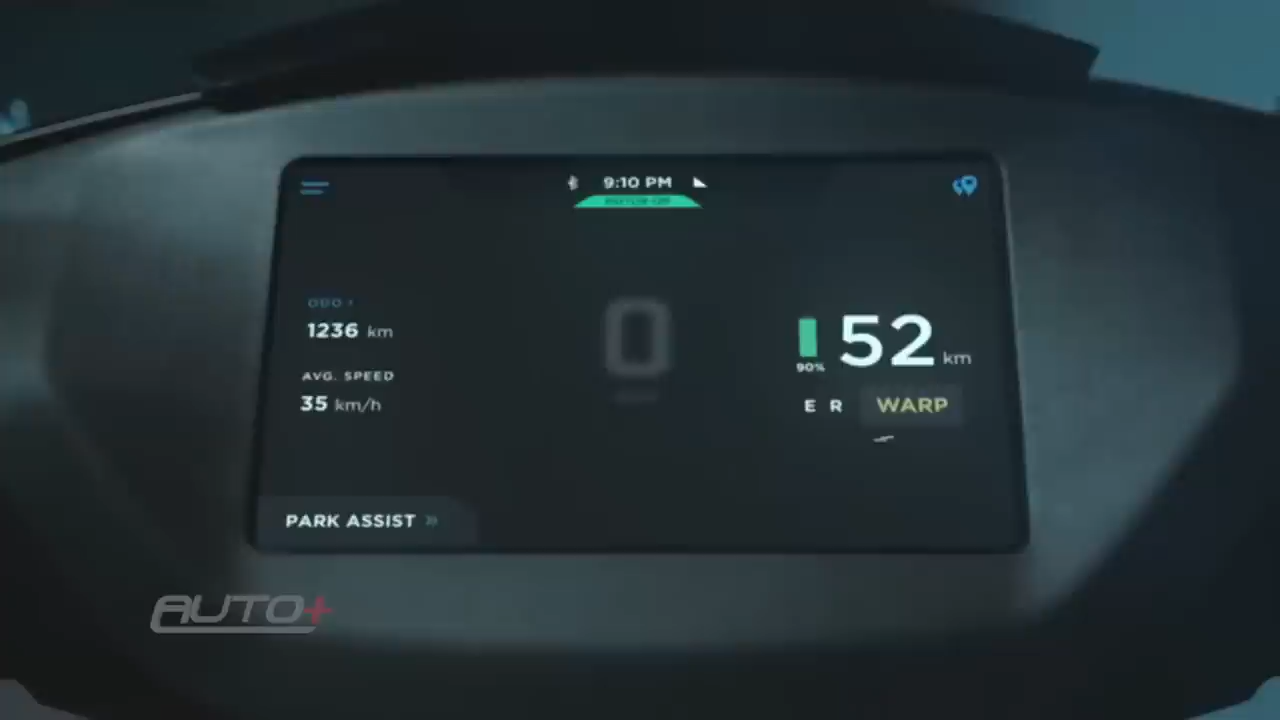 9:10 PM
ODO ›
1236 km
AVG. SPEED
35 km/h
0
90%
52 km
E R WARP
PARK ASSIST »
AUTO+